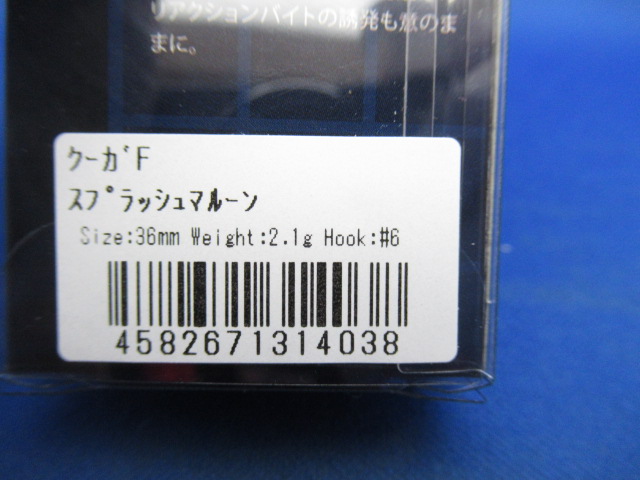 リアクションバイトの誘発も意のま
まに。
クーガ゛F
スプラッシュマルーン
Size:36mm Weight:2.1g Hook:#6
4582671314038